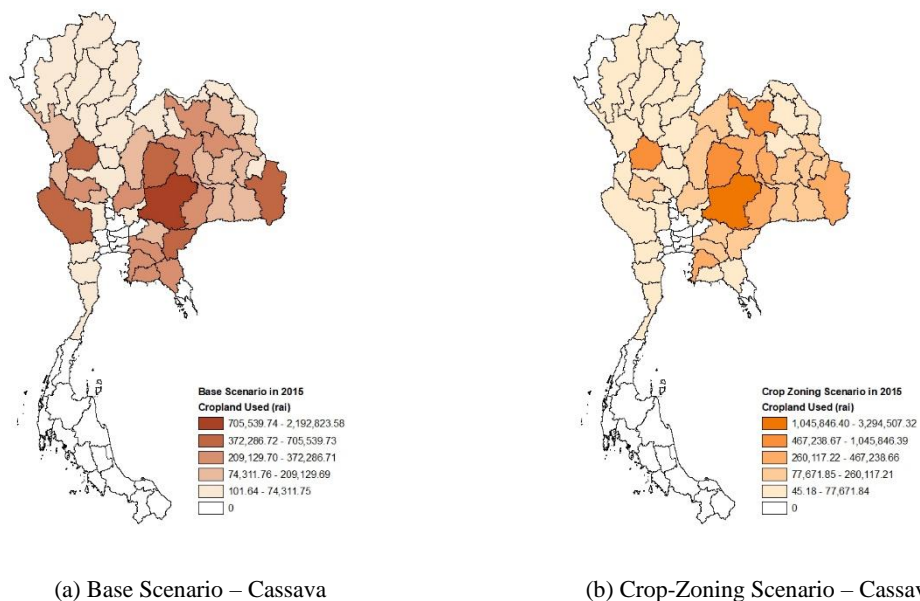 Base Scenario in 2015
Cropland Used (rai)
705,539.74 - 2,192,823.58
372,286.72 - 705,539.73
209,129.70 - 372,286.71
74,311.76 - 209,129.69
101.64 - 74,311.75
0
Crop Zoning Scenario in 2015
Cropland Used (rai)
1,045,846.40 - 3,294,507.32
467,238.67 - 1,045,846.39
260,117.22 - 467,238.66
77,671.85 - 260,117.21
45.18 - 77,671.84
0
(a) Base Scenario – Cassava
(b) Crop-Zoning Scenario – Cassav